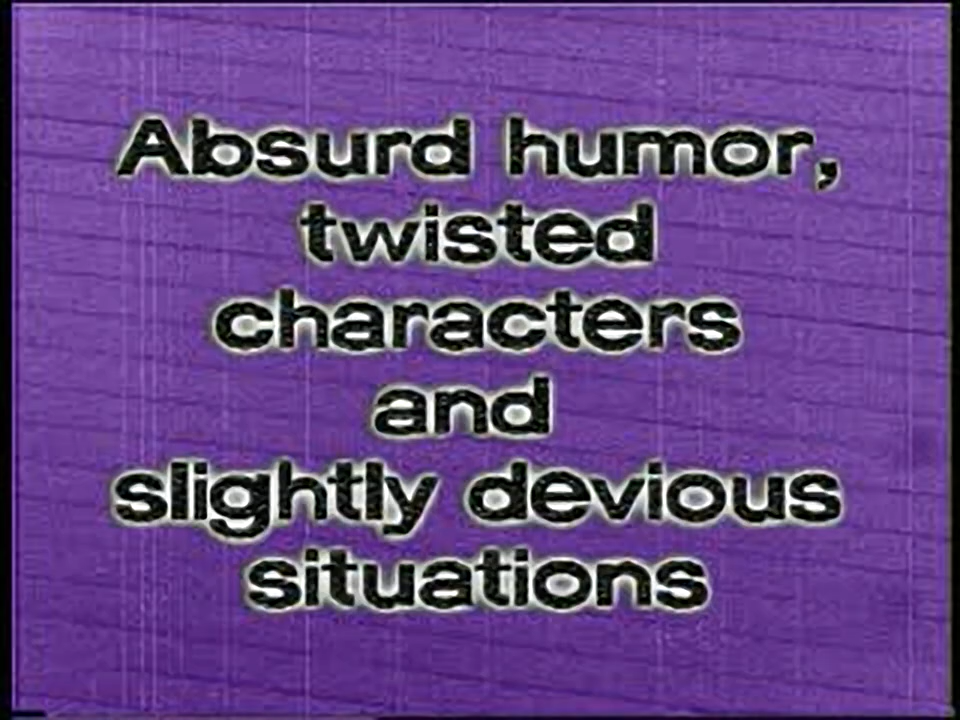 Absurd humor,
twisted
characters
and
slightly devious
situations